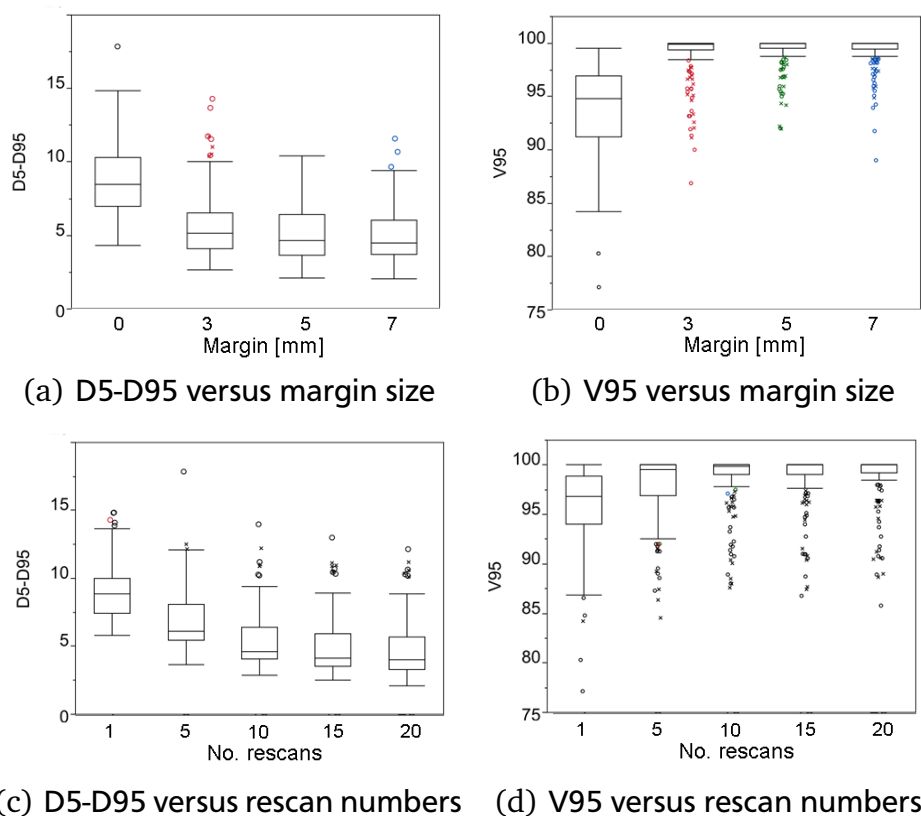 D5-D95
15
10
5
0
0 3 5 7
Margin [mm]
(a) D5-D95 versus margin size
V95
100
95
90
85
80
75
0 3 5 7
Margin [mm]
(b) V95 versus margin size
D5-D95
15
10
5
0
1 5 10 15 20
No. rescans
(c) D5-D95 versus rescan numbers
V95
100
95
90
85
80
75
1 5 10 15 20
No. rescans
(d) V95 versus rescan numbers